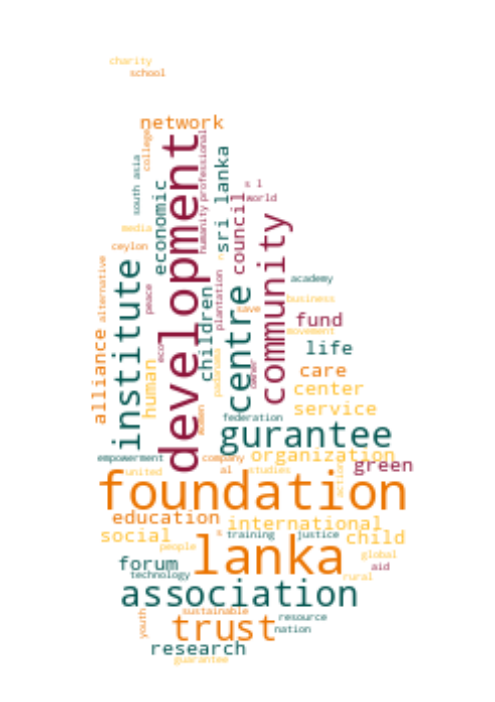 charity
school
network
college
development
humanity
professional
south asia
economic
sri lanka
council
s l
world
media
ceylon
community
institute
alternative
peace
children
centre
plantation
academy
business
save
fund
movement
life
alliance
human
eco
care
center
service
women
federation
gurantee
empowerment
company
organization
united
al
studies
green
action
foundation
education
international
social
s
training
justice
child
people
lanka
global
forum
aid
technology
rural
association
sustainable
youth
trust
resource
nation
research
guarantee